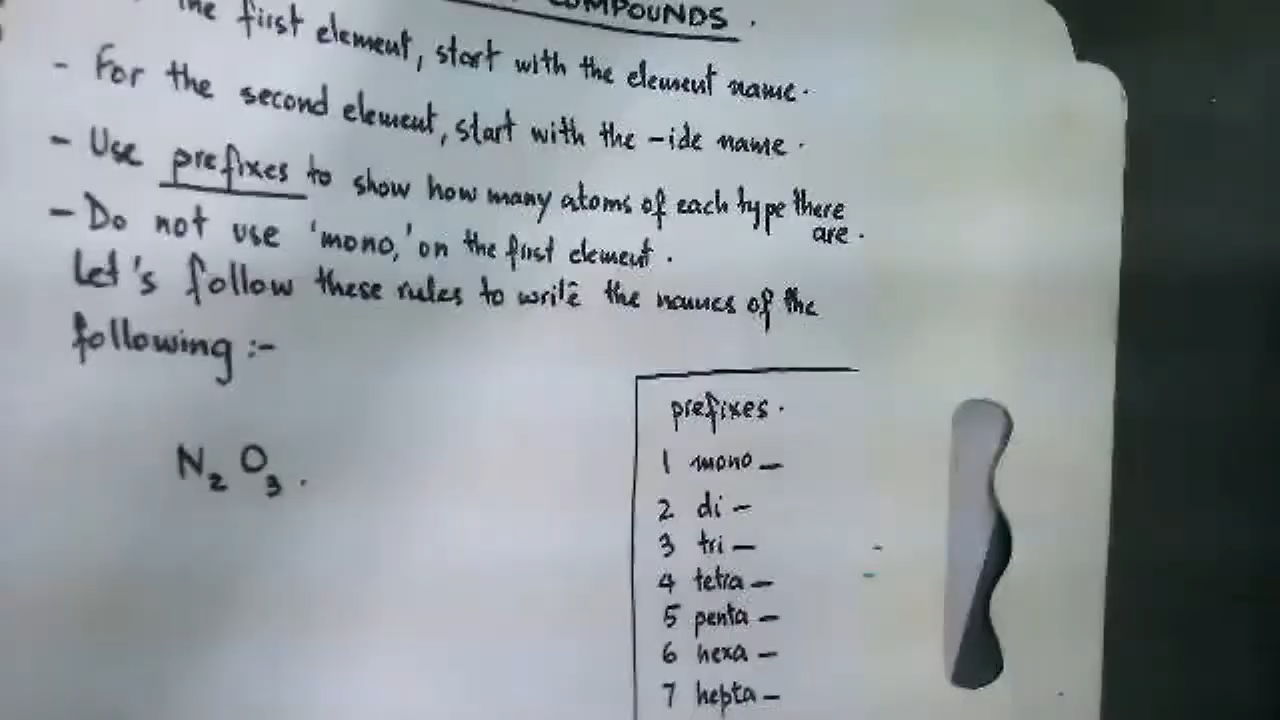 COMPOUNDS .
the first element, start with the element name.
- For the second element, start with the -ide name.
- Use prefixes to show how many atoms of each type there
are.
- Do not use 'mono,' on the first element.
Let's follow these rules to write the names of the
following :-
N2 O3 .
prefixes .
1 mono -
2 di -
3 tri -
4 tetra -
5 penta -
6 hexa -
7 hepta -